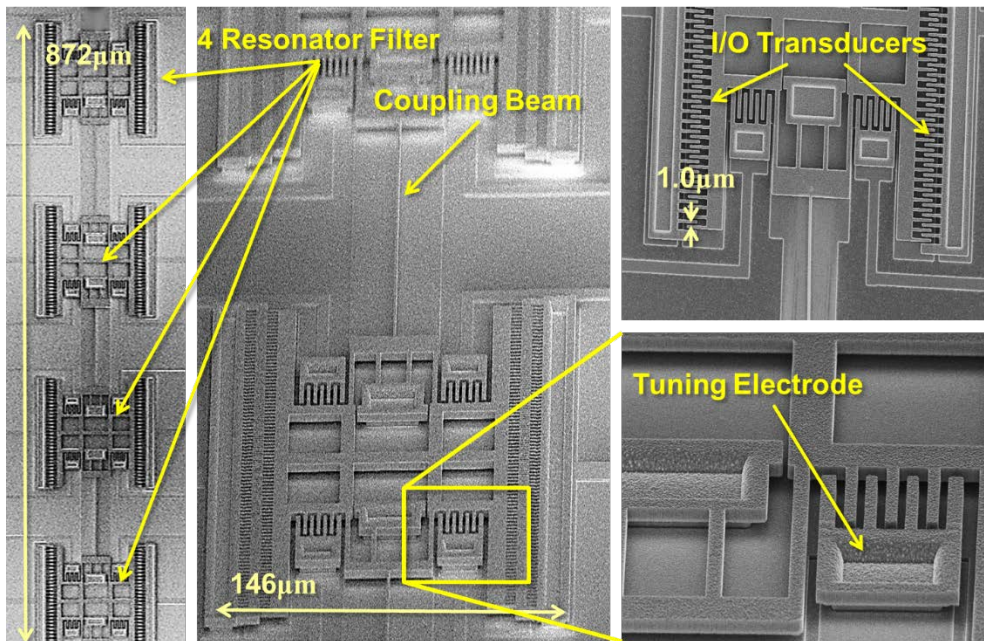 872μm
4 Resonator Filter
Coupling Beam
146μm
I/O Transducers
1.0μm
Tuning Electrode